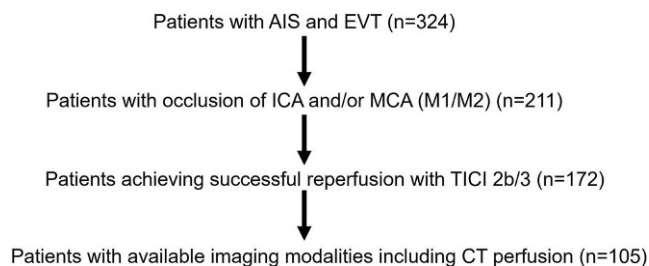 Patients with AIS and EVT (n=324)
Patients with occlusion of ICA and/or MCA (M1/M2) (n=211)
Patients achieving successful reperfusion with TICI 2b/3 (n=172)
Patients with available imaging modalities including CT perfusion (n=105)